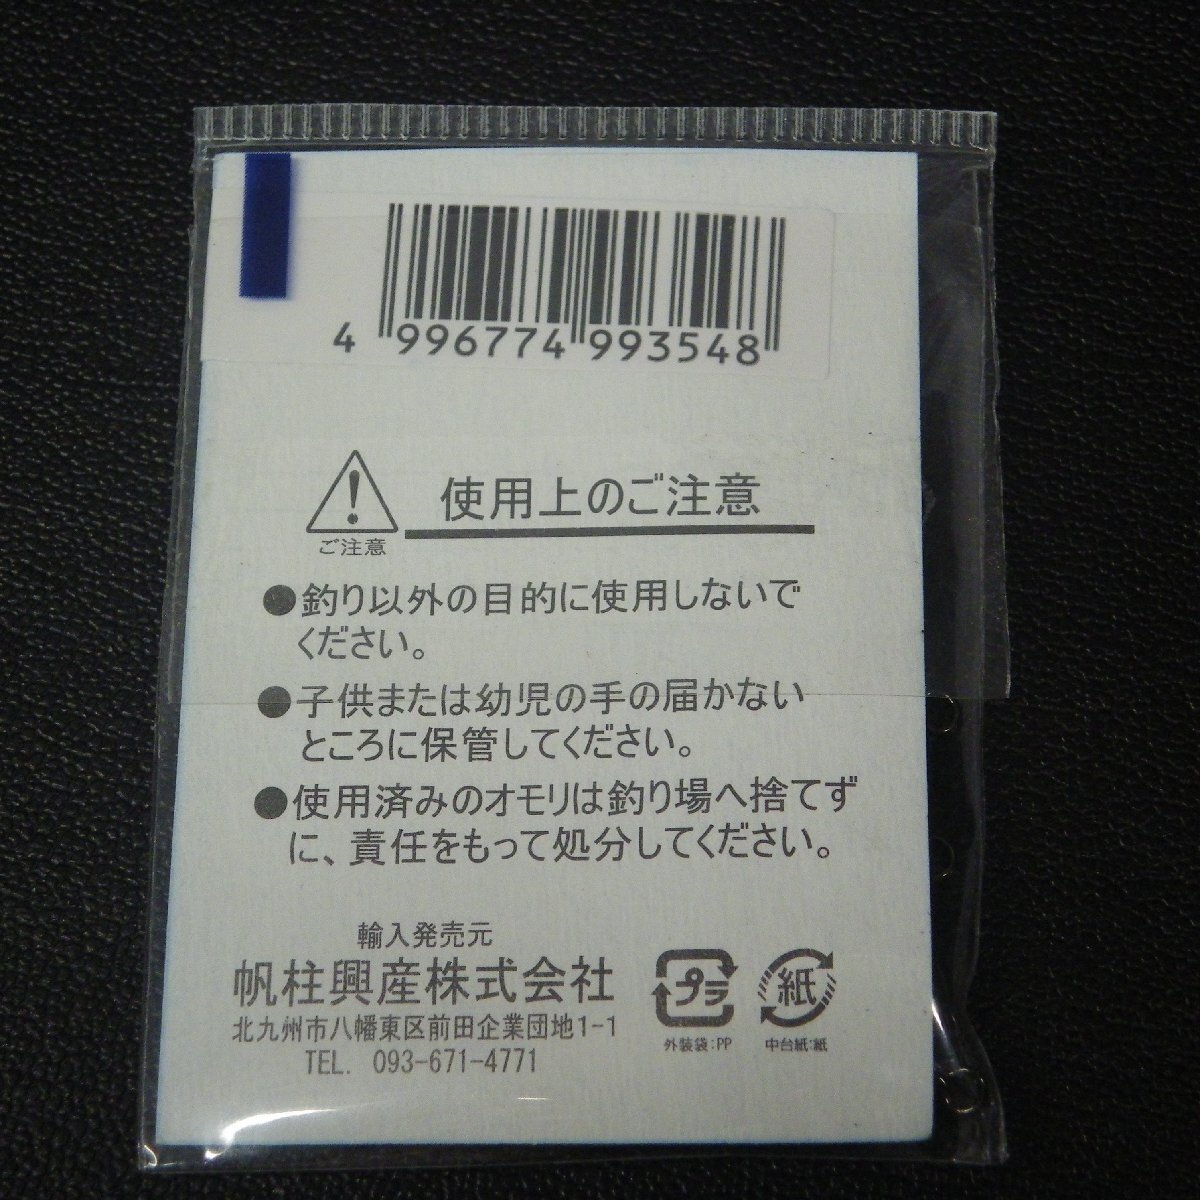 4 996774 993548
使用上のご注意
ご注意
●釣り以外の目的に使用しないで
ください。
●子供または幼児の手の届かない
ところに保管してください。
●使用済みのオモリは釣り場へ捨てず
に、責任をもって処分してください。
輸入発売元
帆柱興産株式会社
北九州市八幡東区前田企業団地1-1
TEL. 093-671-4771
プラ
外装袋:PP
紙
中台紙:紙